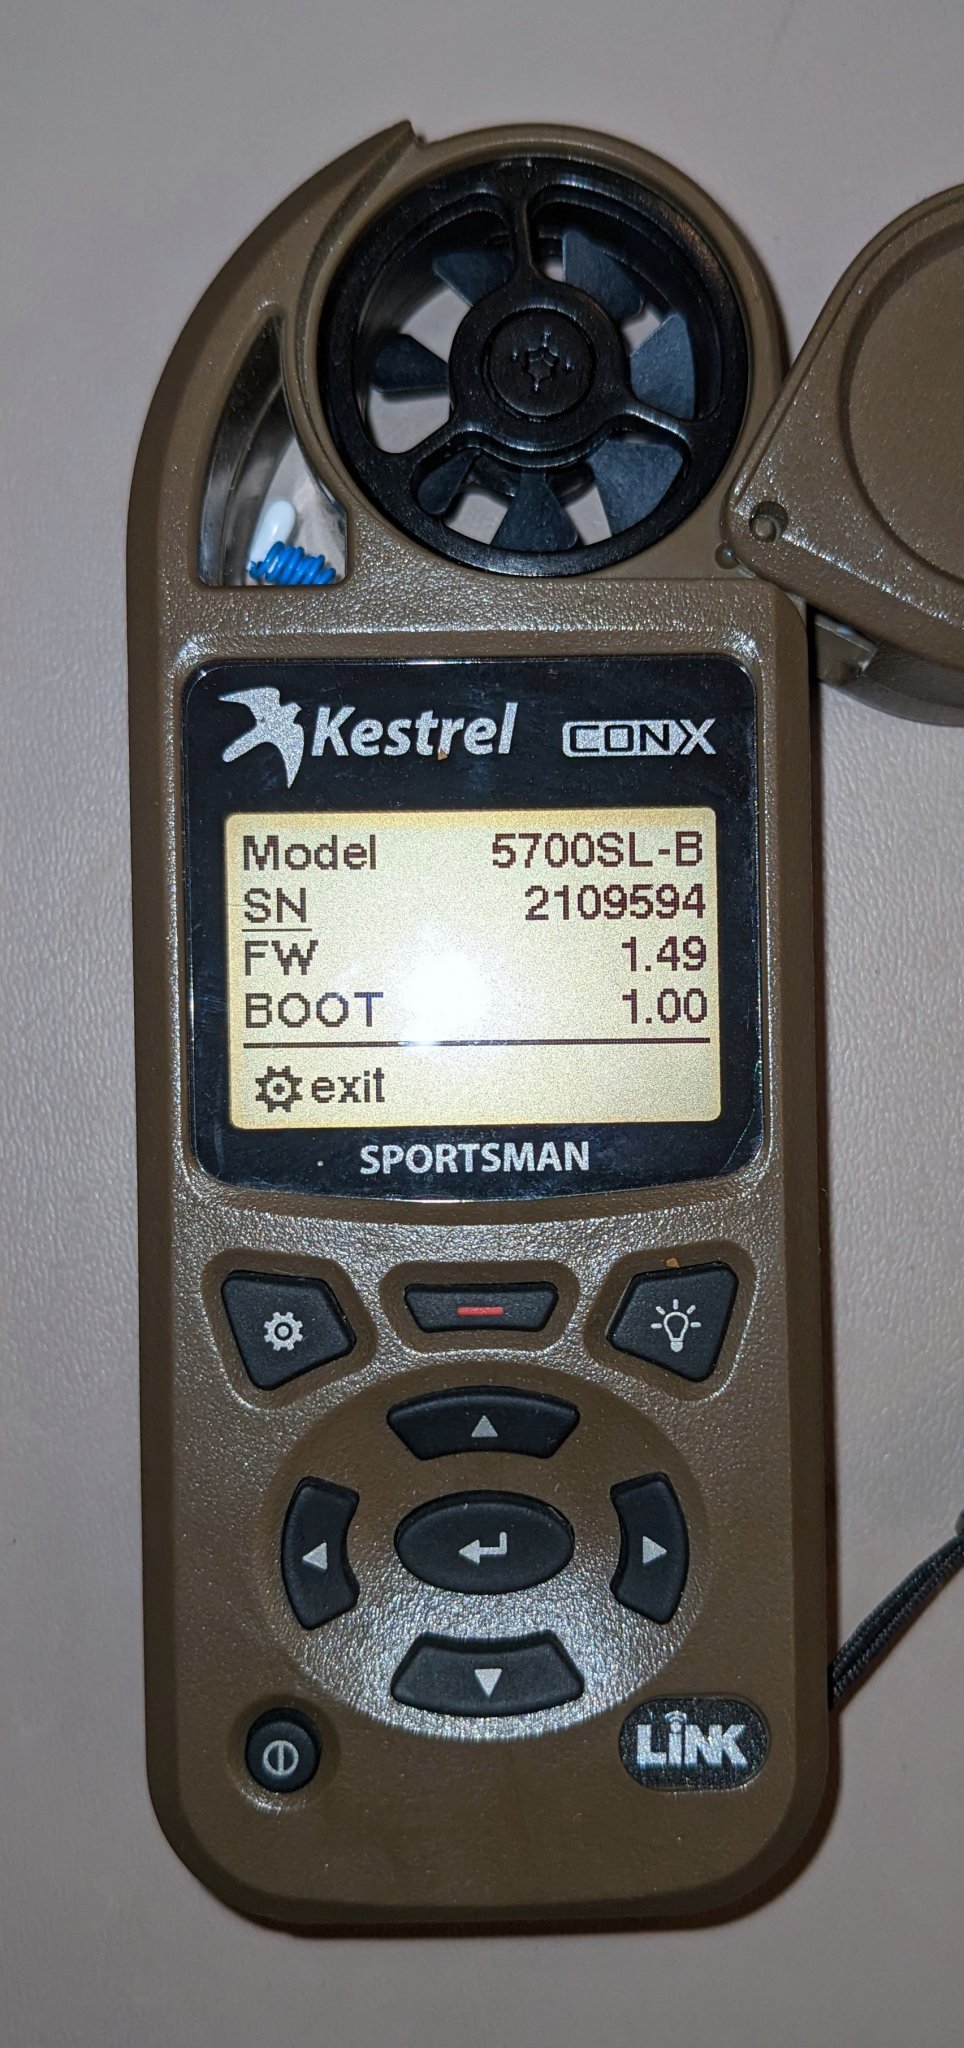 Kestrel CONX
Model 5700SL-B
SN 2109594
FW 1.49
BOOT 1.00
exit
SPORTSMAN
LiNK